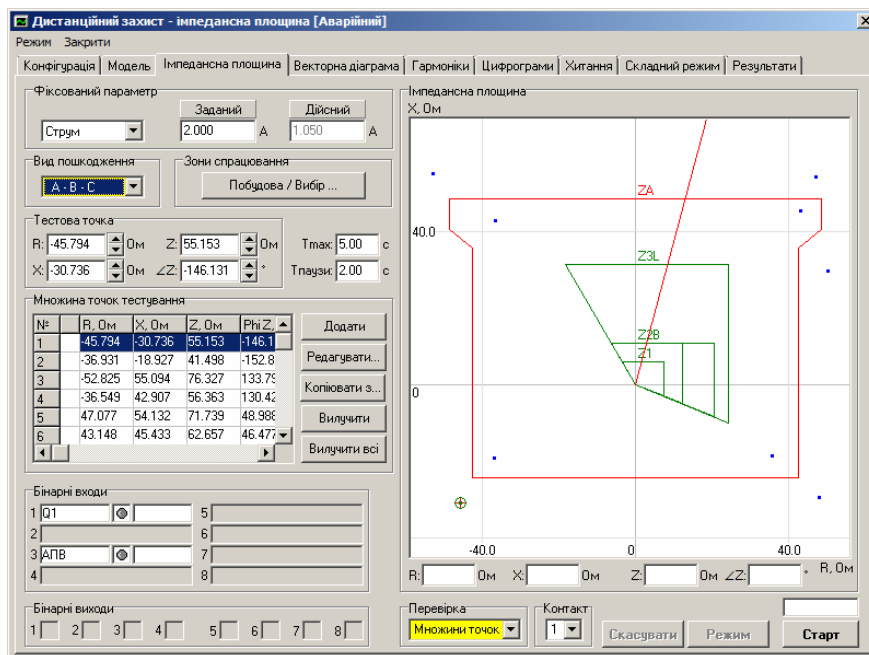 Дистанційний захист - імпедансна площина [Аварійний]
Режим Закрити
Конфігурація Модель Імпедансна площина Векторна діаграма Гармоніки Цифрограми Хитання Складний режим Результати
Фіксований параметр
Заданий Дійсний
Струм 2.000 А 1.050 А
Вид пошкодження
A - B - C
Зони спрацювання
Побудова / Вибір ...
Тестова точка
R: -45.794 Ом Z: 55.153 Ом Tmax: 5.00 с
X: -30.736 Ом ∠Z: -146.131 ° Tпаузи: 2.00 с
Множина точок тестування
№ R, Ом X, Ом Z, Ом Phi Z,
1 -45.794 -30.736 55.153 -146.1
2 -36.931 -18.927 41.498 -152.8
3 -52.825 55.094 76.327 133.79
4 -36.549 42.907 56.363 130.42
5 47.077 54.132 71.739 48.988
6 43.148 45.433 62.657 46.477
Додати
Редагувати...
Копіювати з...
Вилучити
Вилучити всі
Бінарні входи
1 Q1 5
2 6
3 АПВ 7
4 8
Бінарні виходи
1 2 3 4 5 6 7 8
Імпедансна площина
X, Ом
ZA
40.0
Z3L
Z2B
Z1
0
-40.0 0 40.0
R: Ом X: Ом Z: Ом ∠Z: ° R, Ом
Перевірка
Множини точок
Контакт
1
Скасувати Режим Старт